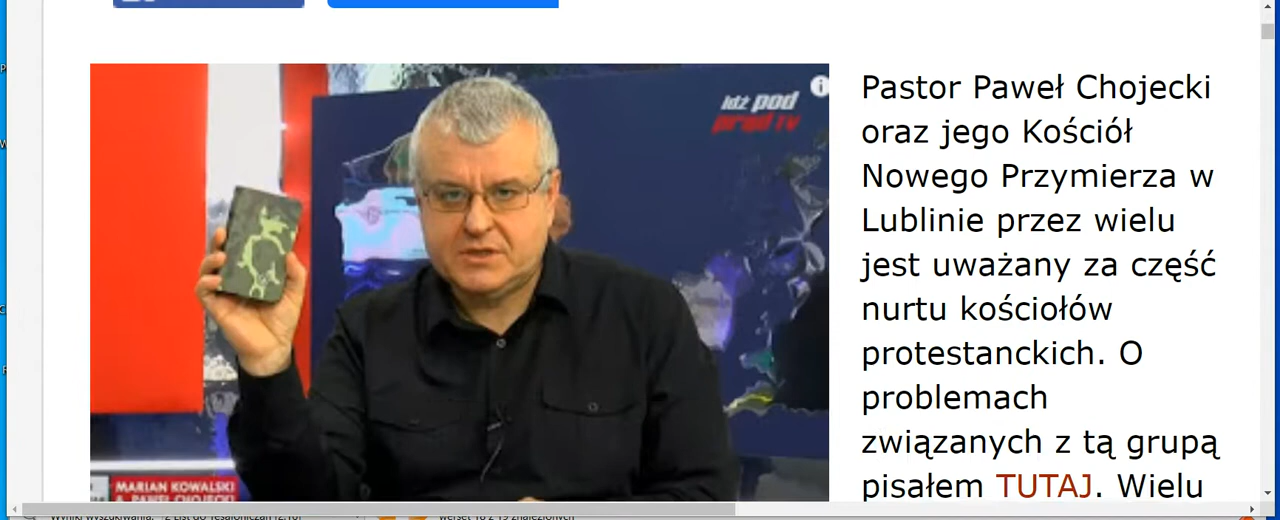 idź pod
prąd TV
Pastor Paweł Chojecki
oraz jego Kościół
Nowego Przymierza w
Lublinie przez wielu
jest uważany za część
nurtu kościołów
protestanckich. O
problemach
związanych z tą grupą
pisałem TUTAJ. Wielu
MARIAN KOWALSKI
& PAWEŁ CHOJECKI